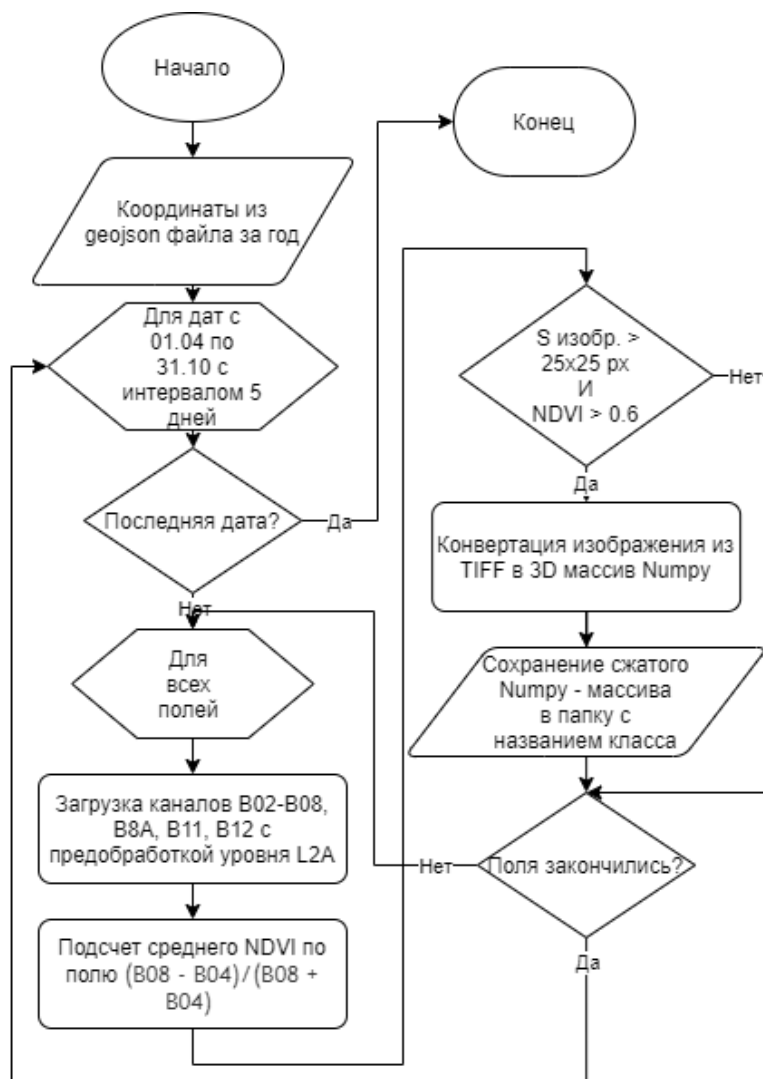 Начало
Конец
Координаты из
geojson файла за год
Для дат с
01.04 по
31.10 с
интервалом 5
дней
Последняя дата?
Да
Нет
Для
всех
полей
Загрузка каналов B02-B08,
B8A, B11, B12 с
предобработкой уровня L2A
Подсчет среднего NDVI по
полю (B08 - B04)/(B08 +
B04)
S изобр. >
25x25 px
И
NDVI > 0.6
Нет
Да
Конвертация изображения из
TIFF в 3D массив Numpy
Сохранение сжатого
Numpy - массива
в папку с
названием класса
Поля закончились?
Нет
Да